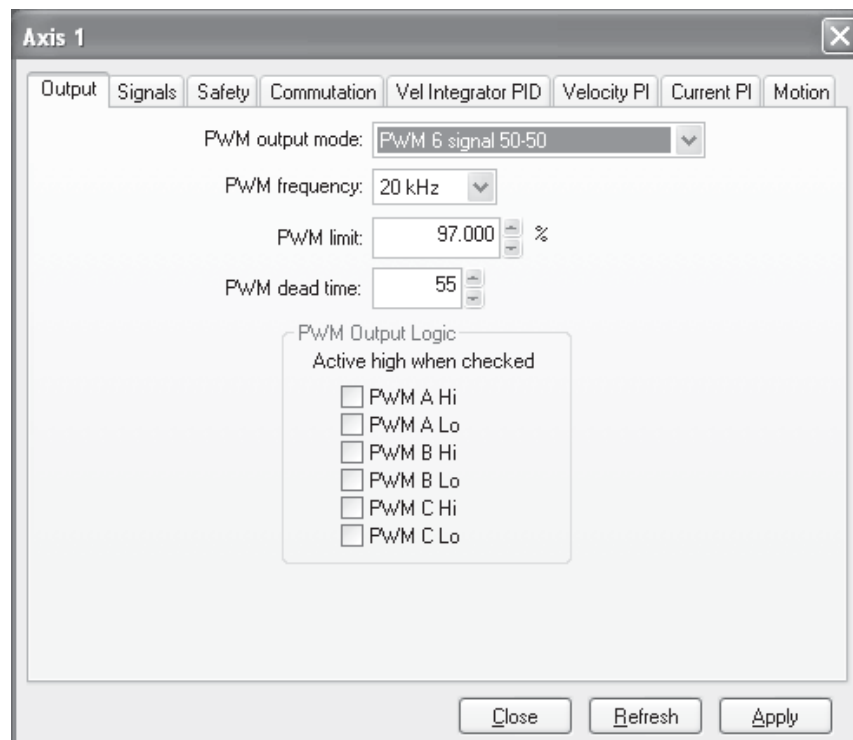 Axis 1
Output Signals Safety Commutation Vel Integrator PID Velocity PI Current PI Motion
PWM output mode: PWM 6 signal 50-50
PWM frequency: 20 kHz
PWM limit: 97.000 %
PWM dead time: 55
PWM Output Logic
Active high when checked
PWM A Hi
PWM A Lo
PWM B Hi
PWM B Lo
PWM C Hi
PWM C Lo
Close Refresh Apply